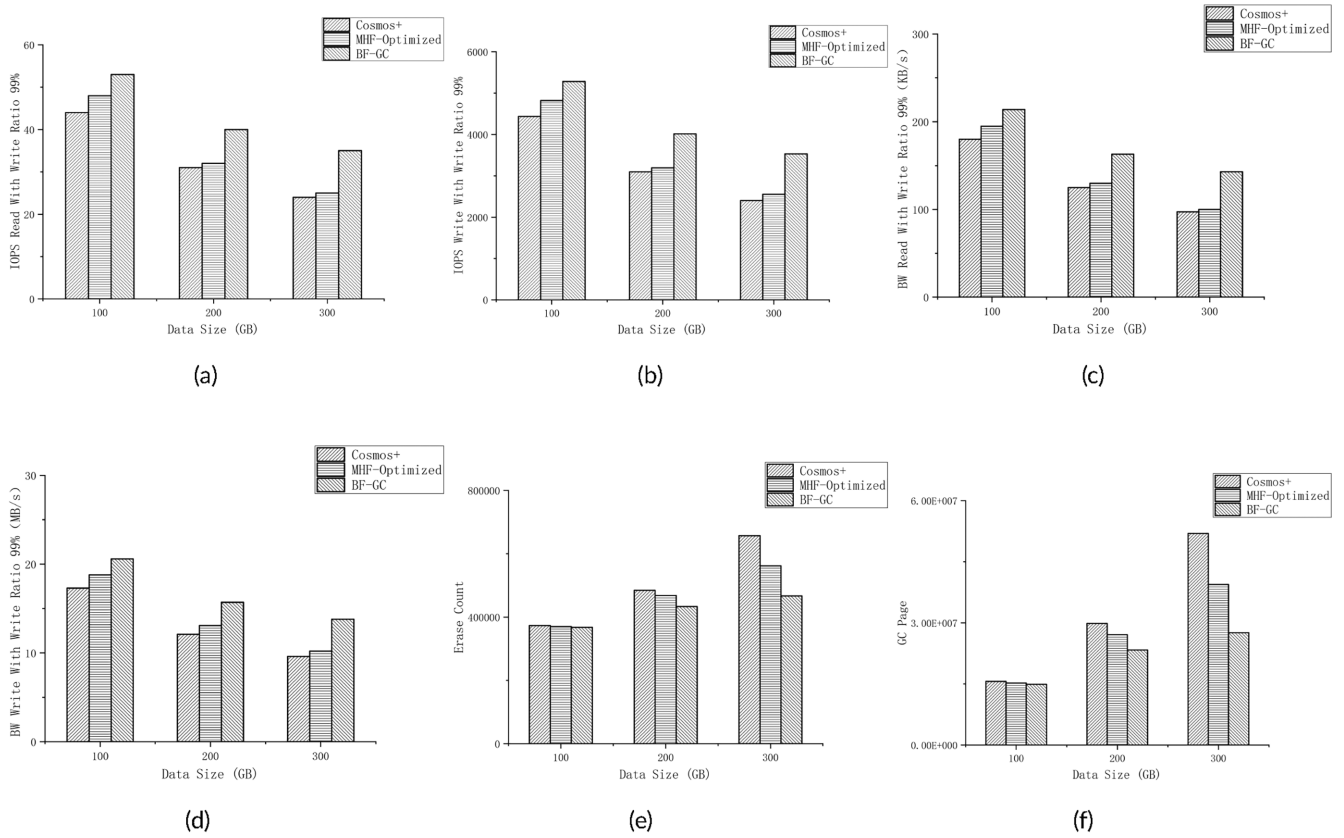 Cosmos+
MHF-Optimized
BF-GC
60
40
20
0
IOPS Read With Write Ratio 99%
100
200
300
Data Size (GB)
(a)
Cosmos+
MHF-Optimized
BF-GC
6000
4000
2000
0
IOPS Write With Write Ratio 99%
100
200
300
Data Size (GB)
(b)
Cosmos+
MHF-Optimized
BF-GC
300
200
100
0
BW Read With Write Ratio 99% (KB/s)
100
200
300
Data Size (GB)
(c)
Cosmos+
MHF-Optimized
BF-GC
30
20
10
0
BW Write With Write Ratio 99% (MB/s)
100
200
300
Data Size (GB)
(d)
Cosmos+
MHF-Optimized
BF-GC
800000
400000
0
Erase Count
100
200
300
Data Size (GB)
(e)
Cosmos+
MHF-Optimized
BF-GC
6.00E+007
3.00E+007
0.00E+000
GC Page
100
200
300
Data Size (GB)
(f)